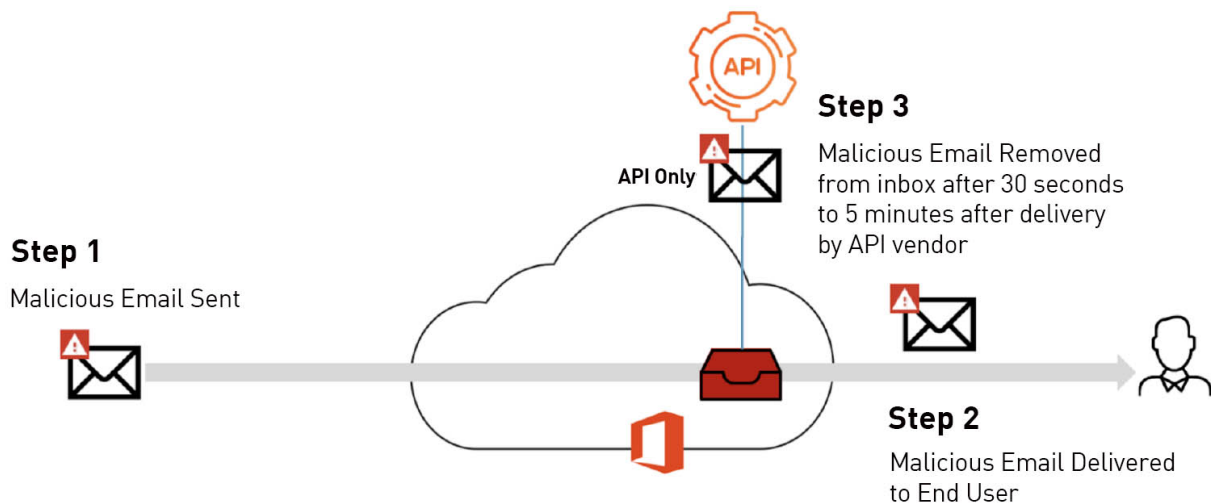 API
Step 3
Malicious Email Removed
from inbox after 30 seconds
to 5 minutes after delivery
by API vendor
API Only
Step 1
Malicious Email Sent
Step 2
Malicious Email Delivered
to End User